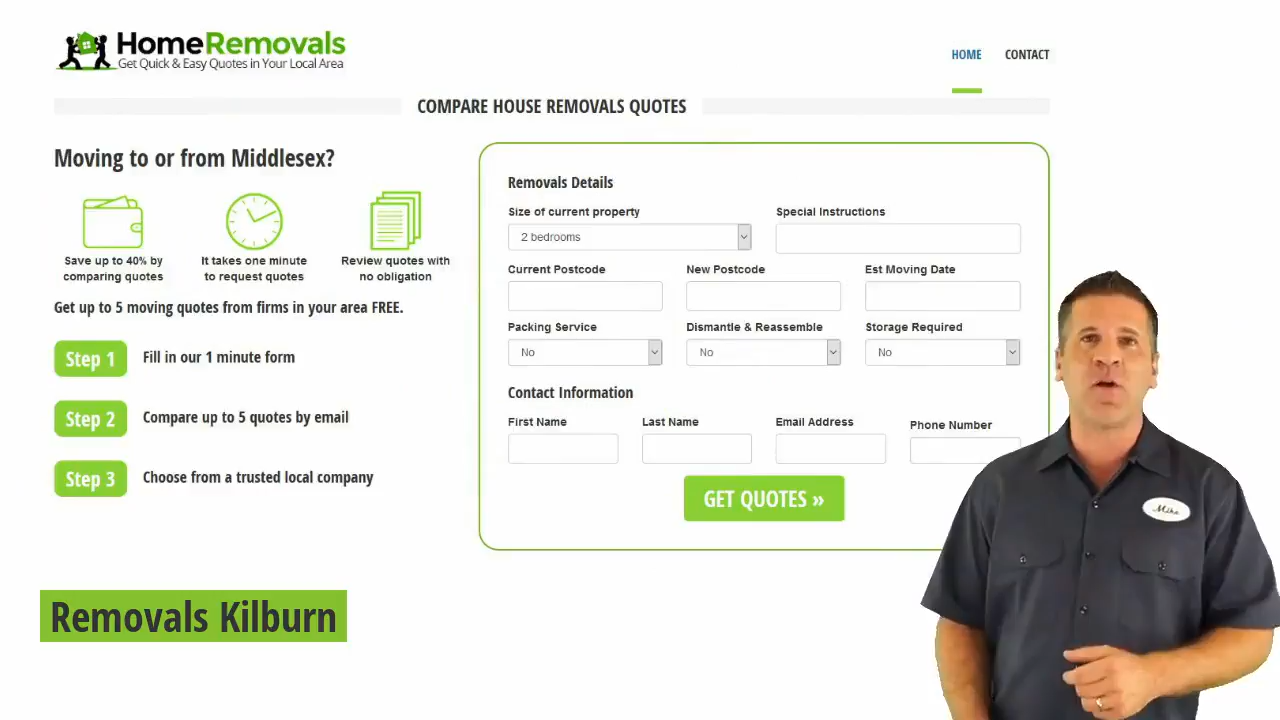 HomeRemovals
Get Quick & Easy Quotes in Your Local Area
HOME
CONTACT
COMPARE HOUSE REMOVALS QUOTES
Moving to or from Middlesex?
Save up to 40% by
comparing quotes
It takes one minute
to request quotes
Review quotes with
no obligation
Get up to 5 moving quotes from firms in your area FREE.
Step 1
Fill in our 1 minute form
Step 2
Compare up to 5 quotes by email
Step 3
Choose from a trusted local company
Removals Details
Size of current property
Special Instructions
2 bedrooms
Current Postcode
New Postcode
Est Moving Date
Packing Service
Dismantle & Reassemble
Storage Required
No
No
No
Contact Information
First Name
Last Name
Email Address
Phone Number
GET QUOTES »
Mike
Removals Kilburn